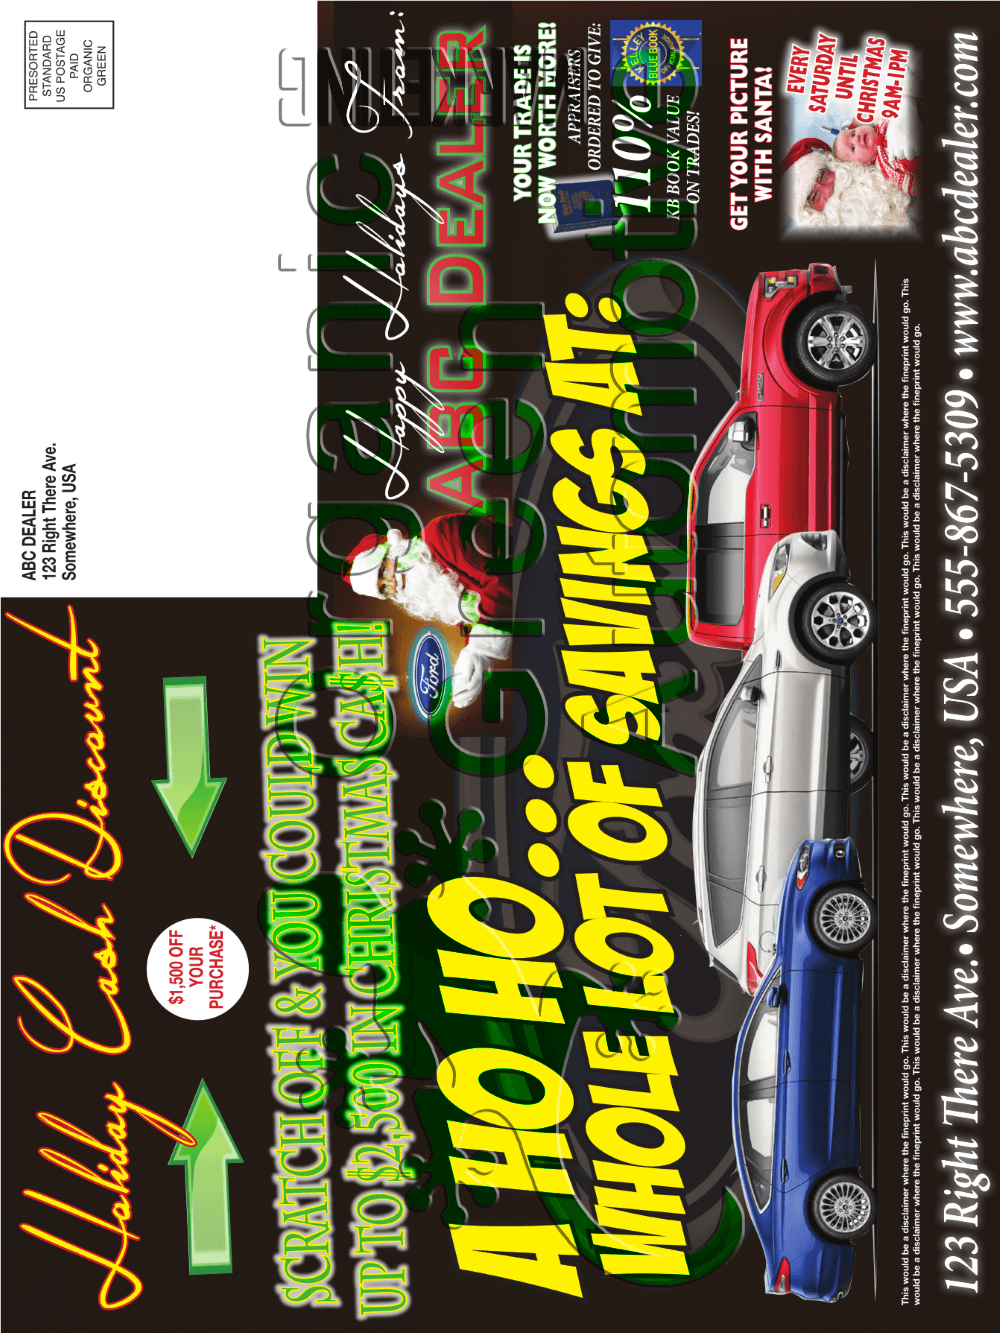 Holiday Cash Discount
$1,500 OFF
YOUR
PURCHASE*
ABC DEALER
123 Right There Ave.
Somewhere, USA
PRESORTED
STANDARD
US POSTAGE
PAID
ORGANIC
GREEN
SCRATCH OFF & YOU COULD WIN
UP TO $2,500 IN CHRISTMAS CASH!
Ford
Happy Holidays From:
ABC DEALER
A HO HO HO...
WHOLE LOT OF SAVINGS AT:
YOUR TRADE IS
NOW WORTH MORE!
APPRAISERS
ORDERED TO GIVE:
110%
KELLEY
BLUE BOOK
KB BOOK VALUE
ON TRADES!
GET YOUR PICTURE
WITH SANTA!
EVERY
SATURDAY
UNTIL
CHRISTMAS
9AM-1PM
Organic
Green
Automotive
This would be a disclaimer where the fineprint would go. This would be a disclaimer where the fineprint would go. This would be a disclaimer where the fineprint would go. This would be a disclaimer where the fineprint would go. This would be a disclaimer where the fineprint would go. This
would be a disclaimer where the fineprint would go. This would be a disclaimer where the fineprint would go. This would be a disclaimer where the fineprint would go. This would be a disclaimer where the fineprint would go. This would be a disclaimer where the fineprint would go.
123 Right There Ave. • Somewhere, USA • 555-867-5309 • www.abcdealer.com